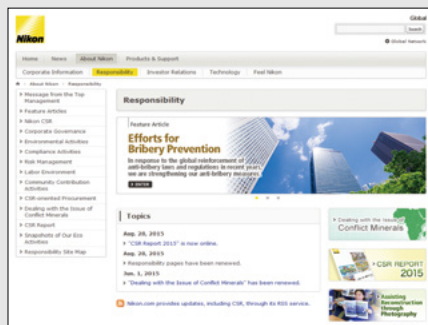 Global
Nikon
Search
Global Network
Home
News
About Nikon
Products & Support
Corporate Information
Responsibility
Investor Relations
Technology
Feel Nikon
About Nikon
Responsibility
Message from the Top
Management
Feature Articles
Nikon CSR
Corporate Governance
Environmental Activities
Compliance Activities
Risk Management
Labor Environment
Community Contribution
Activities
CSR-oriented Procurement
Dealing with the Issue of
Conflict Minerals
CSR Report
Snapshots of Our Eco
Activities
Responsibility Site Map
Responsibility
Feature Article
Efforts for
Bribery Prevention
In response to the global reinforcement of
anti-bribery laws and regulations in recent years,
we are strengthening our anti-bribery measures.
ENTER
Topics
Aug. 28, 2015
"CSR Report 2015" is now online.
Aug. 28, 2015
Responsibility pages have been renewed.
Jun. 1, 2015
"Dealing with the Issue of Conflict Minerals" has been renewed.
Nikon.com provides updates, including CSR, through its RSS service.
Dealing with the Issue of
Conflict Minerals
CSR REPORT
2015
Assisting
Reconstruction
through
Photography